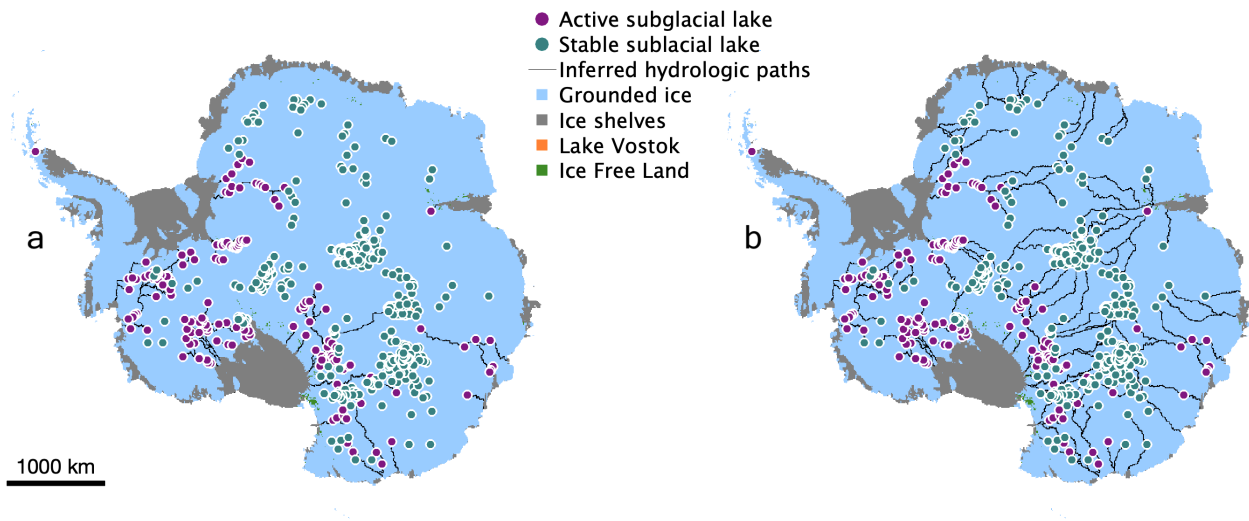 Active subglacial lake
Stable sublacial lake
Inferred hydrologic paths
Grounded ice
Ice shelves
Lake Vostok
Ice Free Land
a
b
1000 km